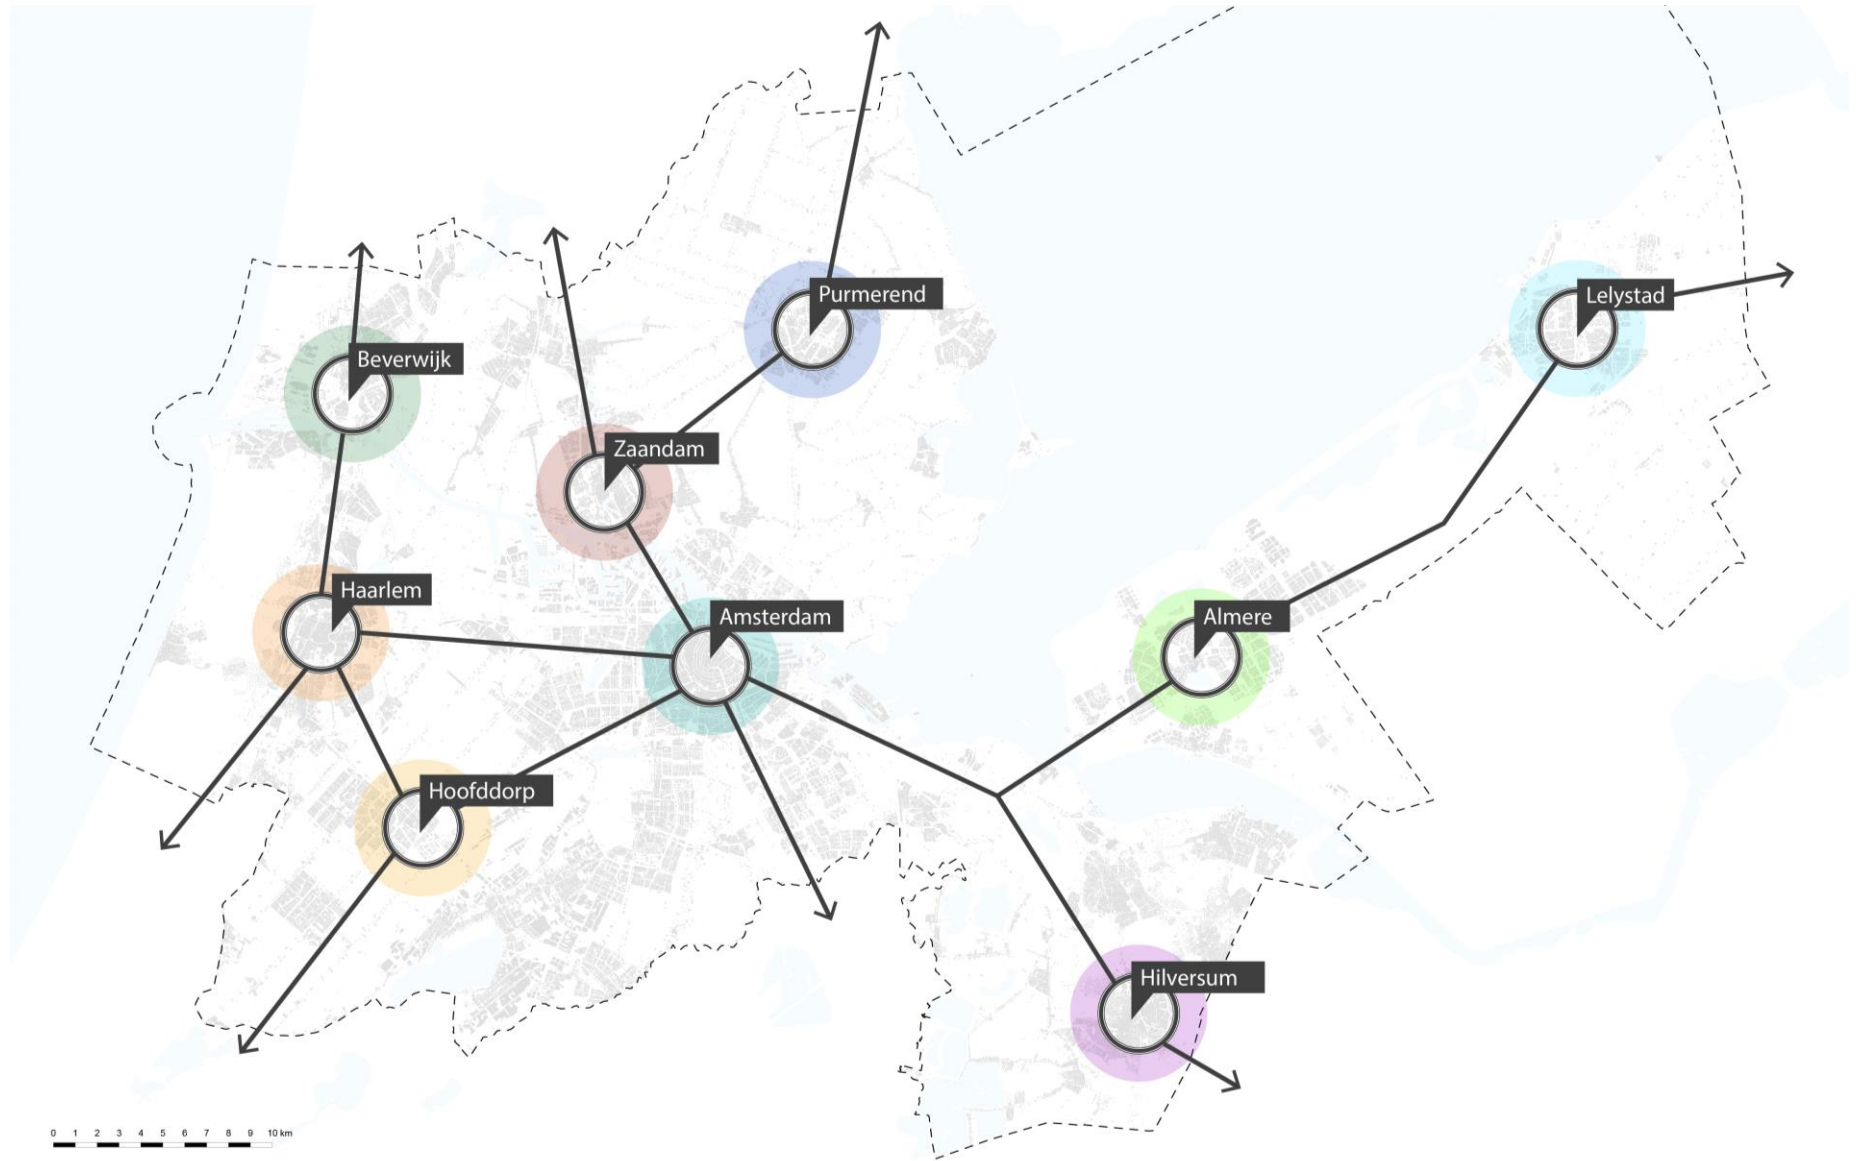 Purmerend
Lelystad
Beverwijk
Zaandam
Haarlem
Amsterdam
Almere
Hoofddorp
Hilversum
0 1 2 3 4 5 6 7 8 9 10 km